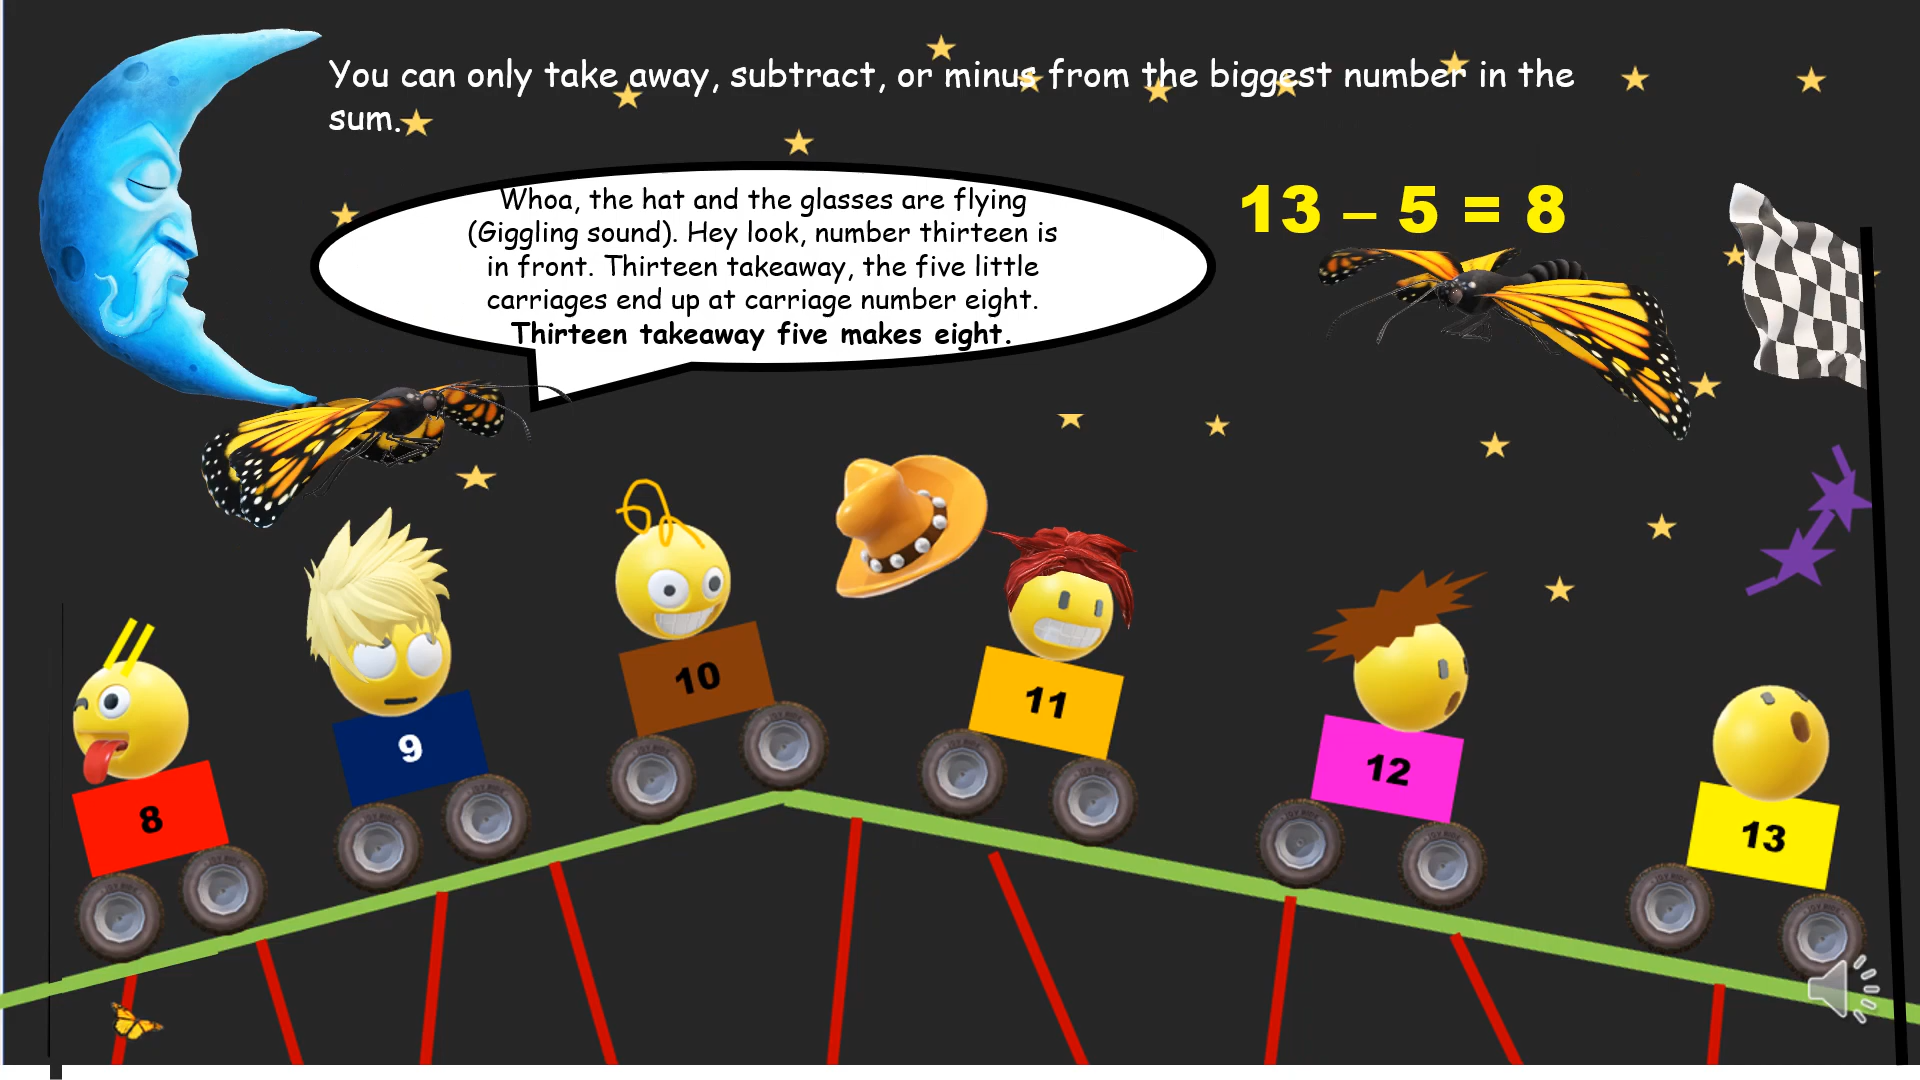 You can only take away, subtract, or minus from the biggest number in the
sum.
Whoa, the hat and the glasses are flying
(Giggling sound). Hey look, number thirteen is
in front. Thirteen takeaway, the five little
carriages end up at carriage number eight.
Thirteen takeaway five makes eight.
13 – 5 = 8
8
9
10
11
12
13